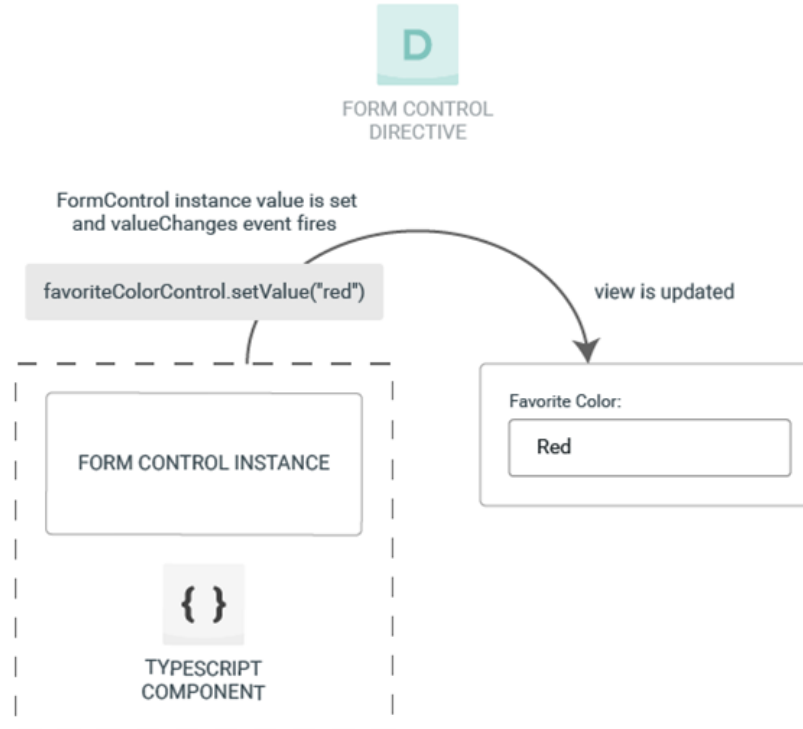 D
FORM CONTROL
DIRECTIVE
FormControl instance value is set
and valueChanges event fires
favoriteColorControl.setValue("red")
view is updated
Favorite Color:
Red
FORM CONTROL INSTANCE
{ }
TYPESCRIPT
COMPONENT